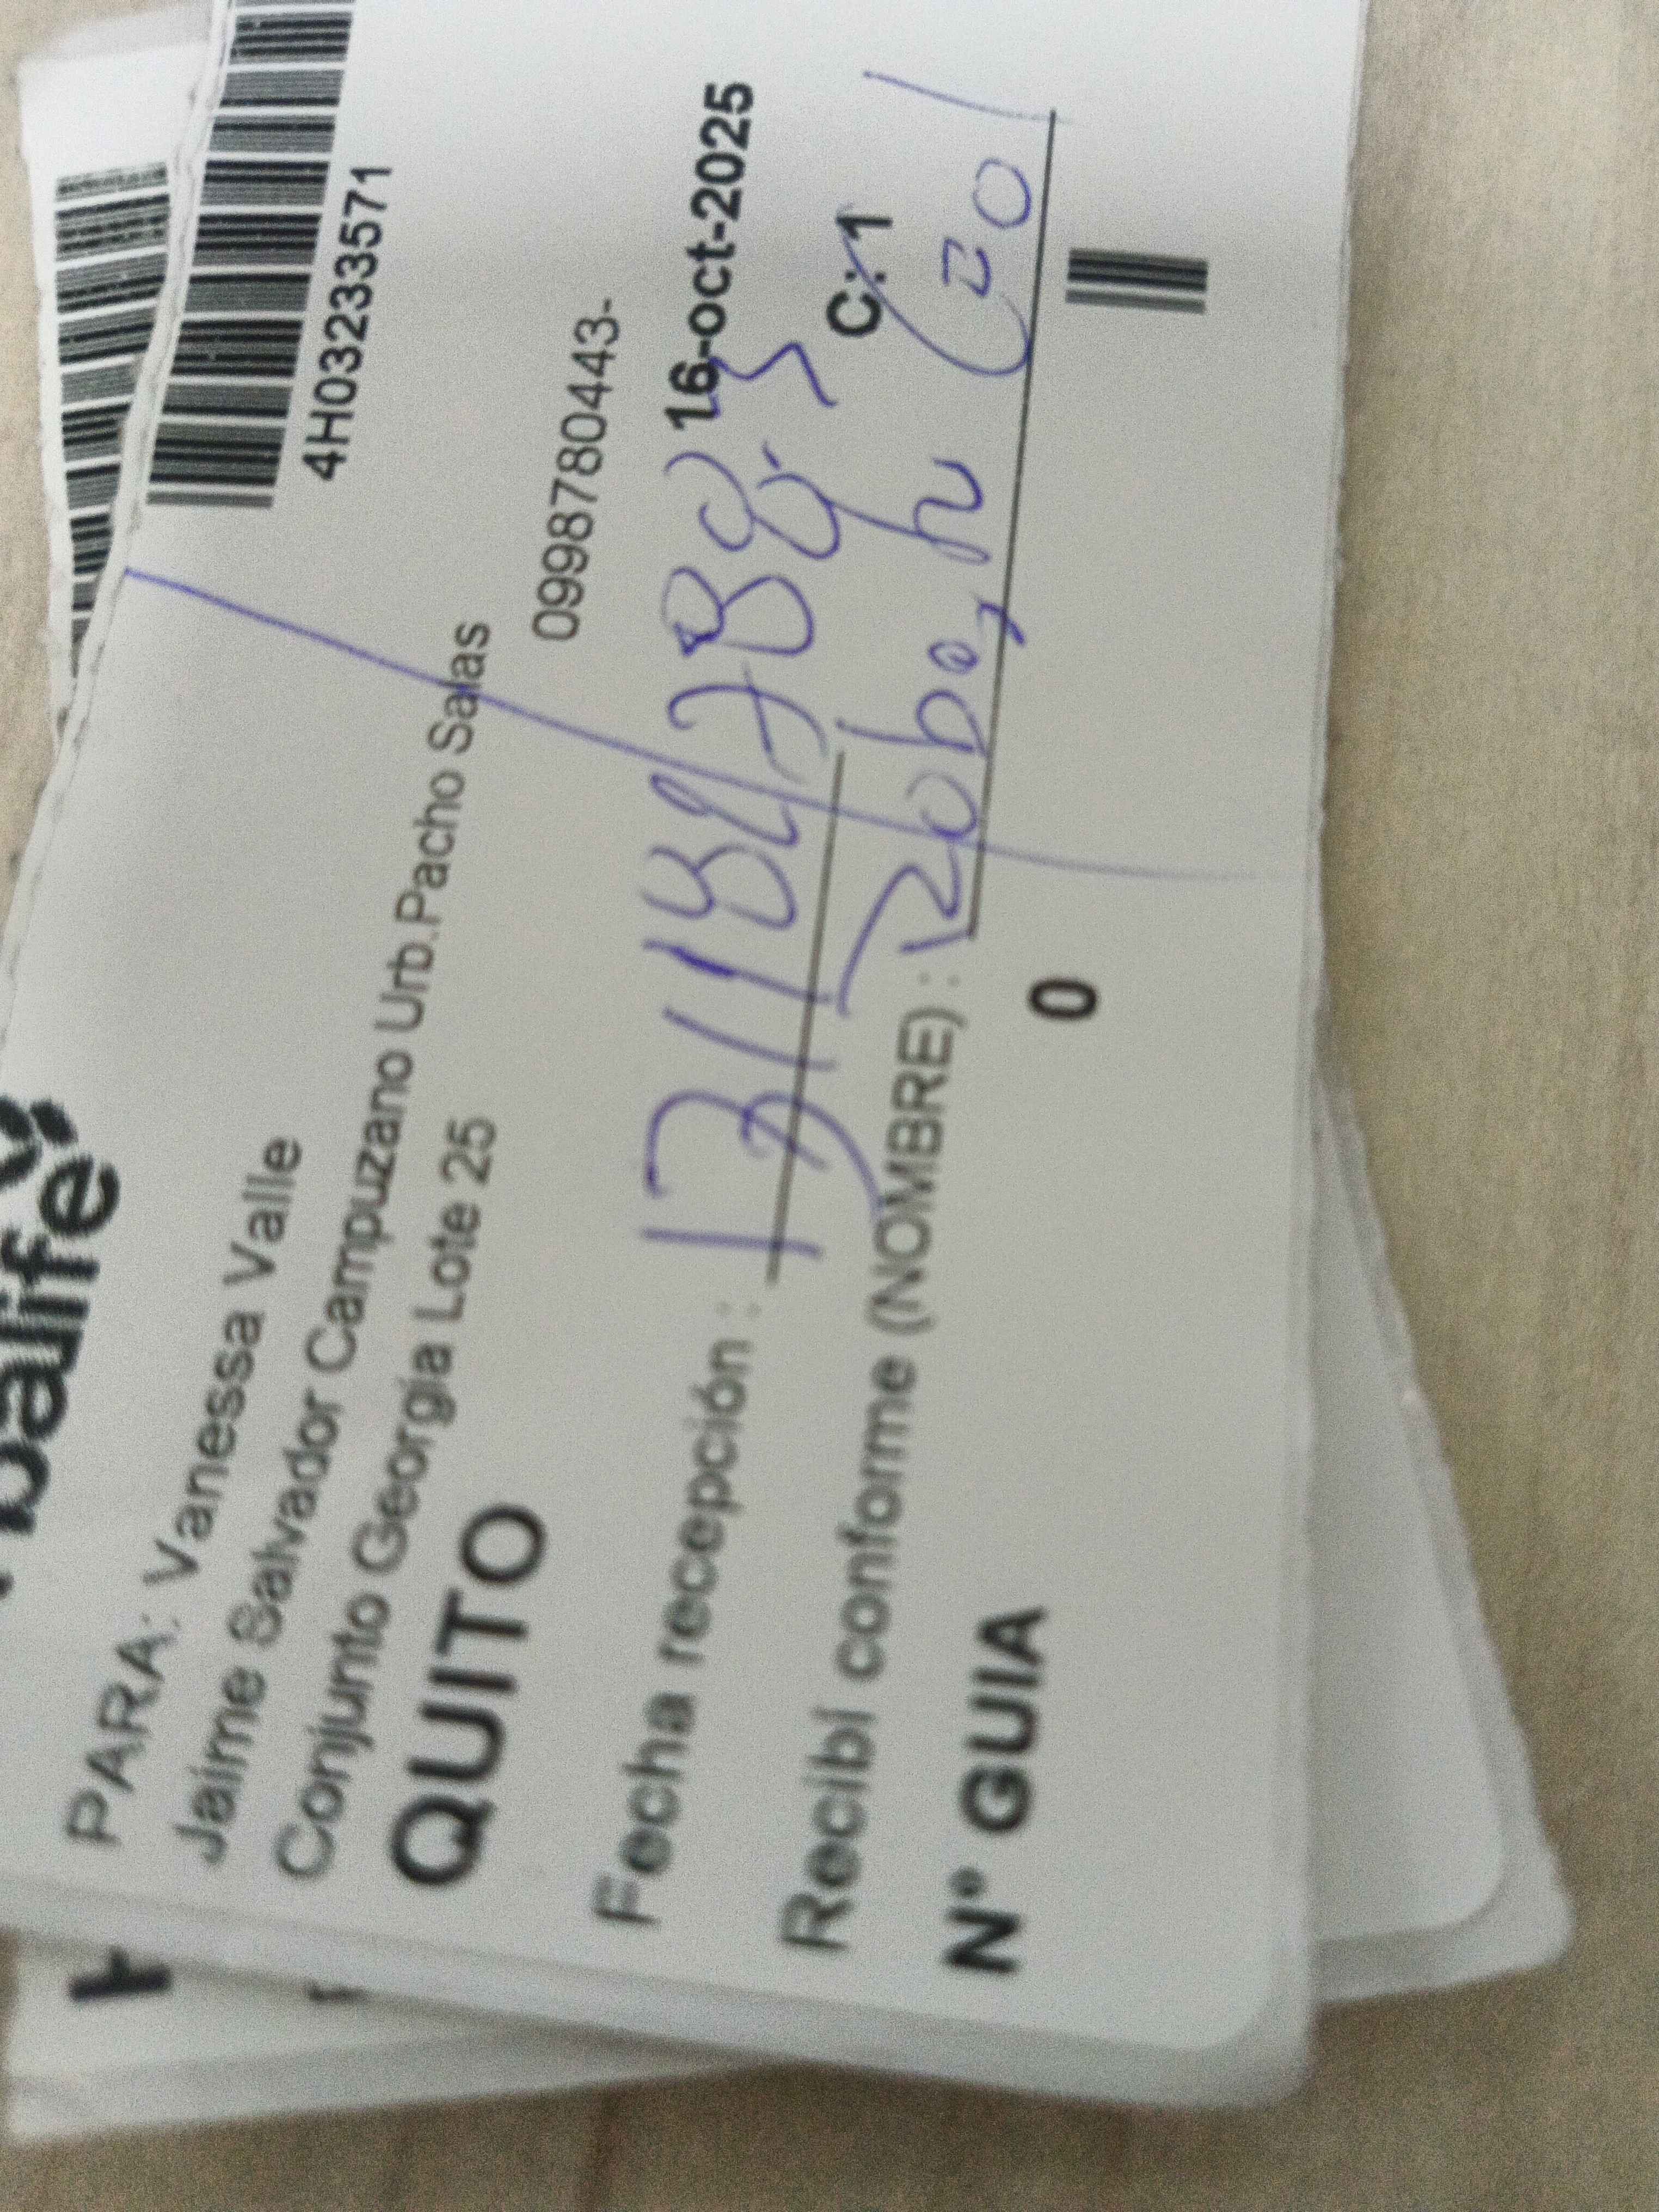 4H03233571
PARA: Vanessa Valle
Jaime Salvador Campuzano Urb.Pacho Salas
Conjunto Georgia Lote 25
QUITO
0998780443-
16-oct-2025
Fecha recepción :
C: 1
Recibí conforme (NOMBRE) :
N° GUIA
0